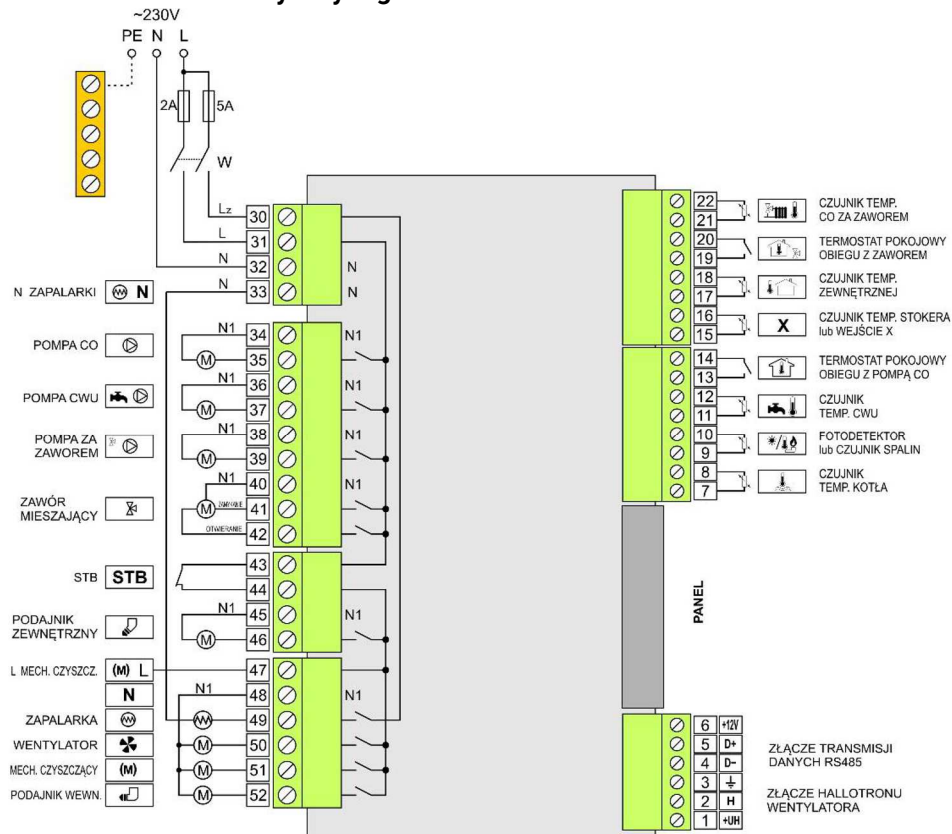 ~230V
PE N L
2A 5A
W
Lz
30
L
31
N
32 N
N ZAPALARKI N
N
33 N
POMPA CO
N1
34 N1
M 35
POMPA CWU
N1
36 N1
M 37
POMPA ZA
ZAWOREM
N1
38 N1
M 39
ZAWÓR
MIESZAJĄCY
N1
40 N1
M ZAMYKANIE 41
OTWIERANIE 42
STB STB
43
44
PODAJNIK
ZEWNĘTRZNY
N1
45 N1
M 46
L MECH. CZYSZCZ. (M) L 47
N N1 48 N1
ZAPALARKA 49
WENTYLATOR M 50
MECH. CZYSZCZĄCY (M) M 51
PODAJNIK WEWN. M 52
22 CZUJNIK TEMP.
21 CO ZA ZAWOREM
20 TERMOSTAT POKOJOWY
19 OBIEGU Z ZAWOREM
18 CZUJNIK TEMP.
17 ZEWNĘTRZNEJ
16 X CZUJNIK TEMP. STOKERA
15 lub WEJŚCIE X
14 TERMOSTAT POKOJOWY
13 OBIEGU Z POMPĄ CO
12 CZUJNIK
11 TEMP. CWU
10 FOTODETEKTOR
9 lub CZUJNIK SPALIN
8 CZUJNIK
7 TEMP. KOTŁA
PANEL
6 +12V
5 D+
4 D-
ZŁĄCZE TRANSMISJI
DANYCH RS485
3
2 H
1 +UH
ZŁĄCZE HALLOTRONU
WENTYLATORA